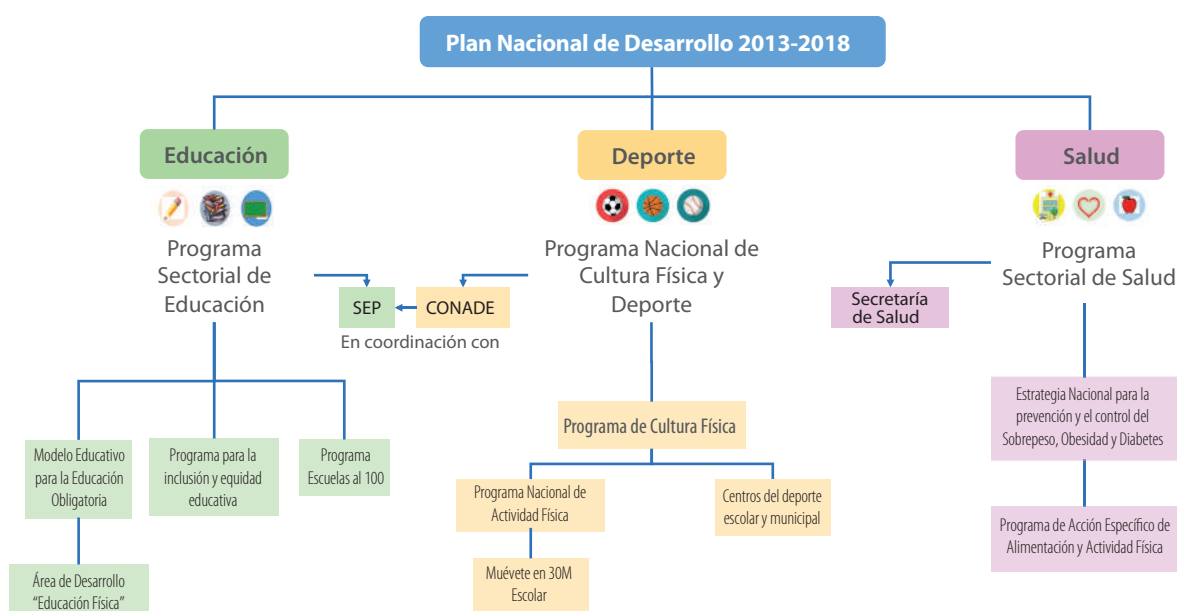 Plan Nacional de Desarrollo 2013-2018
Educación
Deporte
Salud
Programa
Sectorial de
Educación
SEP
CONADE
En coordinación con
Programa Nacional de
Cultura Física y
Deporte
Secretaría
de Salud
Programa
Sectorial de Salud
Modelo Educativo
para la Educación
Obligatoria
Programa para la
inclusión y equidad
educativa
Programa
Escuelas al 100
Área de Desarrollo
“Educación Física”
Programa de Cultura Física
Programa Nacional de
Actividad Física
Centros del deporte
escolar y municipal
Muévete en 30M
Escolar
Estrategia Nacional para la
prevención y el control del
Sobrepeso, Obesidad y Diabetes
Programa de Acción Específico de
Alimentación y Actividad Física